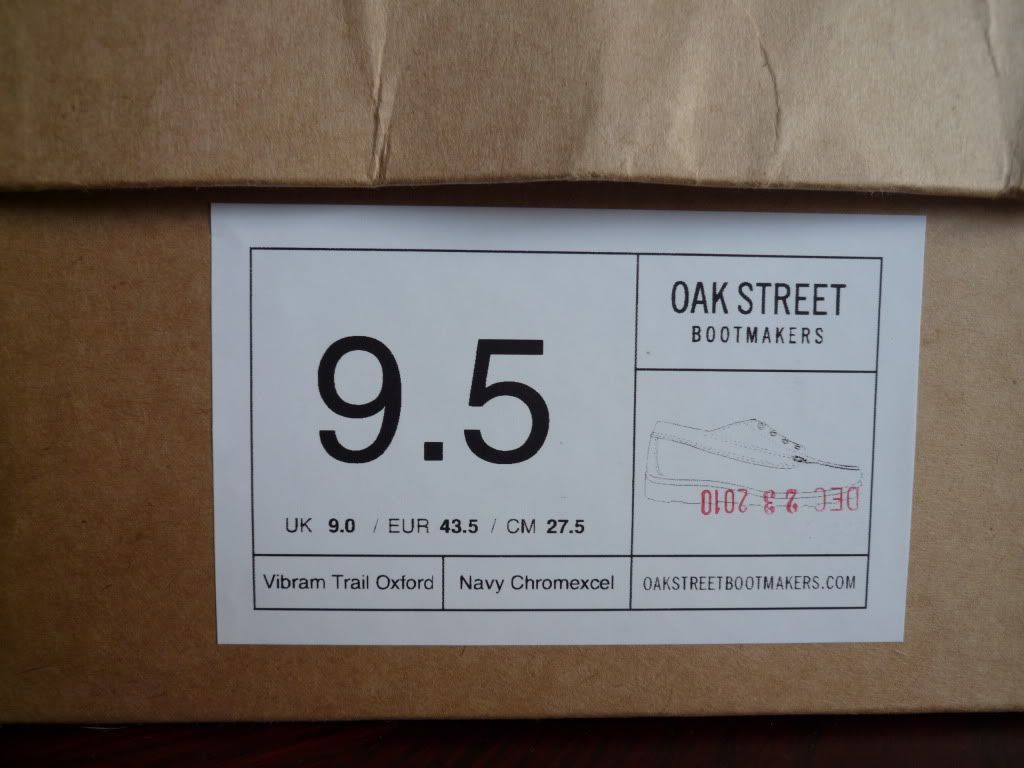 9.5
UK 9.0 / EUR 43.5 / CM 27.5
Vibram Trail Oxford
Navy Chromexcel
OAK STREET
BOOTMAKERS
DEC 23 2010
OAKSTREETBOOTMAKERS.COM